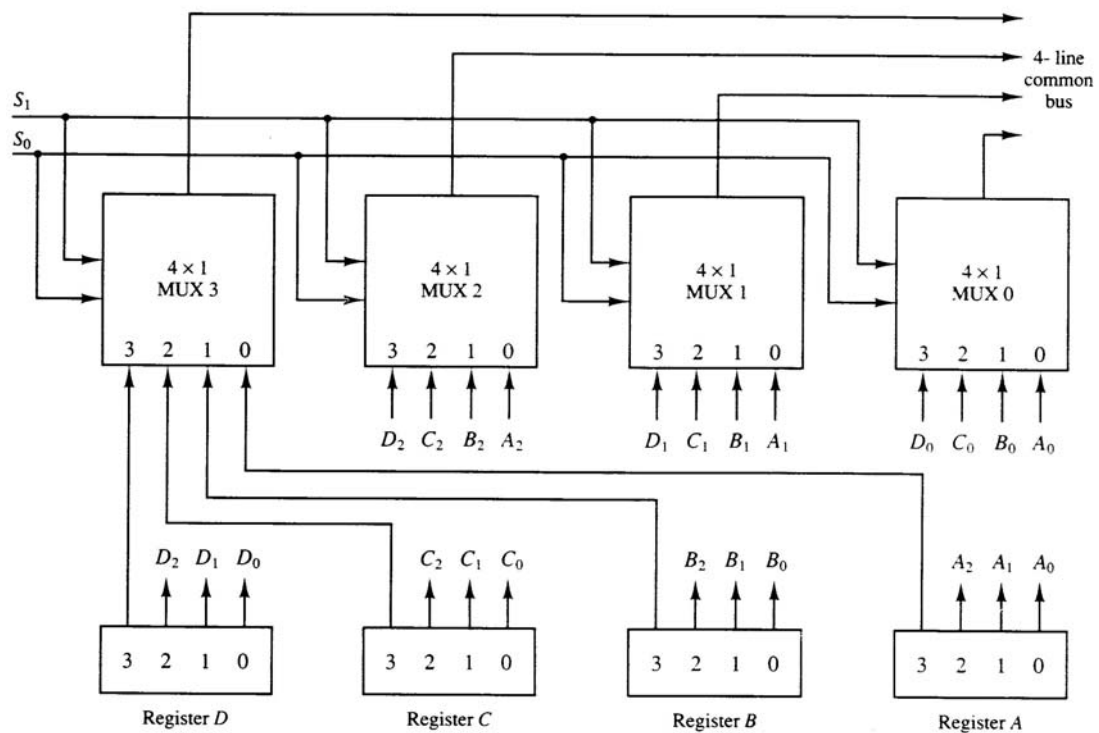 4- line
common
bus
S₁
S₀
4 × 1
MUX 3
3 2 1 0
4 × 1
MUX 2
3 2 1 0
4 × 1
MUX 1
3 2 1 0
4 × 1
MUX 0
3 2 1 0
D₂ C₂ B₂ A₂
D₁ C₁ B₁ A₁
D₀ C₀ B₀ A₀
D₂ D₁ D₀
C₂ C₁ C₀
B₂ B₁ B₀
A₂ A₁ A₀
3 2 1 0
3 2 1 0
3 2 1 0
3 2 1 0
Register D
Register C
Register B
Register A